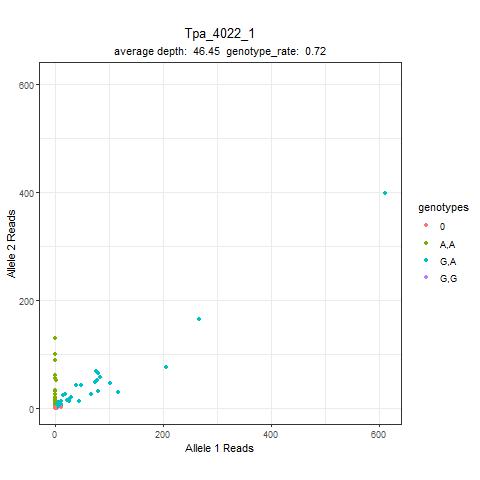 Tpa_4022_1
average depth:  46.45  genotype_rate:  0.72
600
400
200
0
Allele 2 Reads
0
200
400
600
Allele 1 Reads
genotypes
0
A,A
G,A
G,G